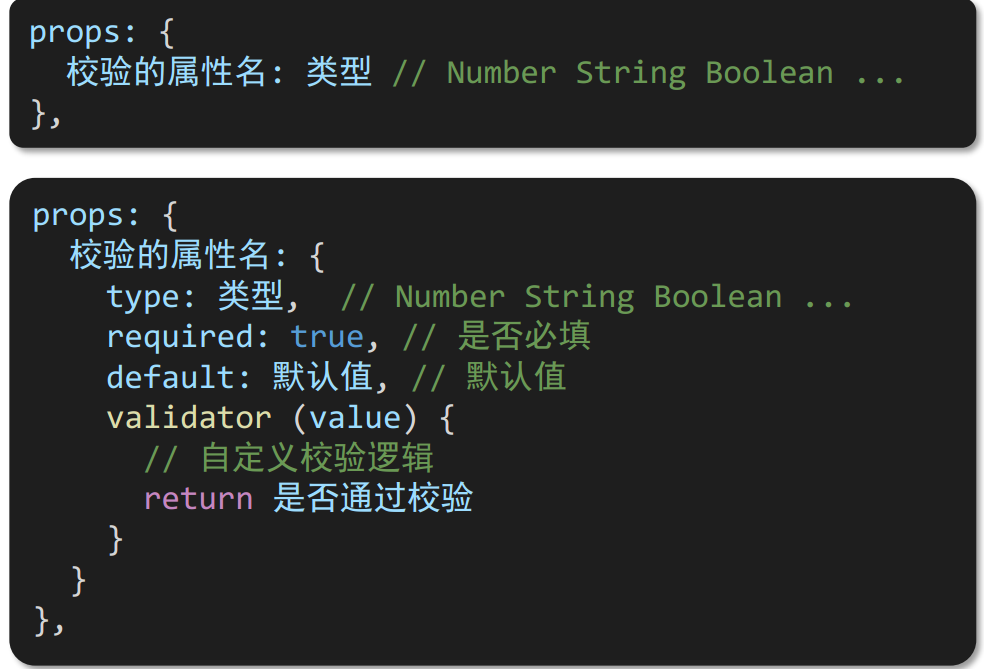 props: {
  校验的属性名: 类型 // Number String Boolean ...
},
props: {
  校验的属性名: {
    type: 类型,  // Number String Boolean ...
    required: true, // 是否必填
    default: 默认值, // 默认值
    validator (value) {
      // 自定义校验逻辑
      return 是否通过校验
    }
  }
},